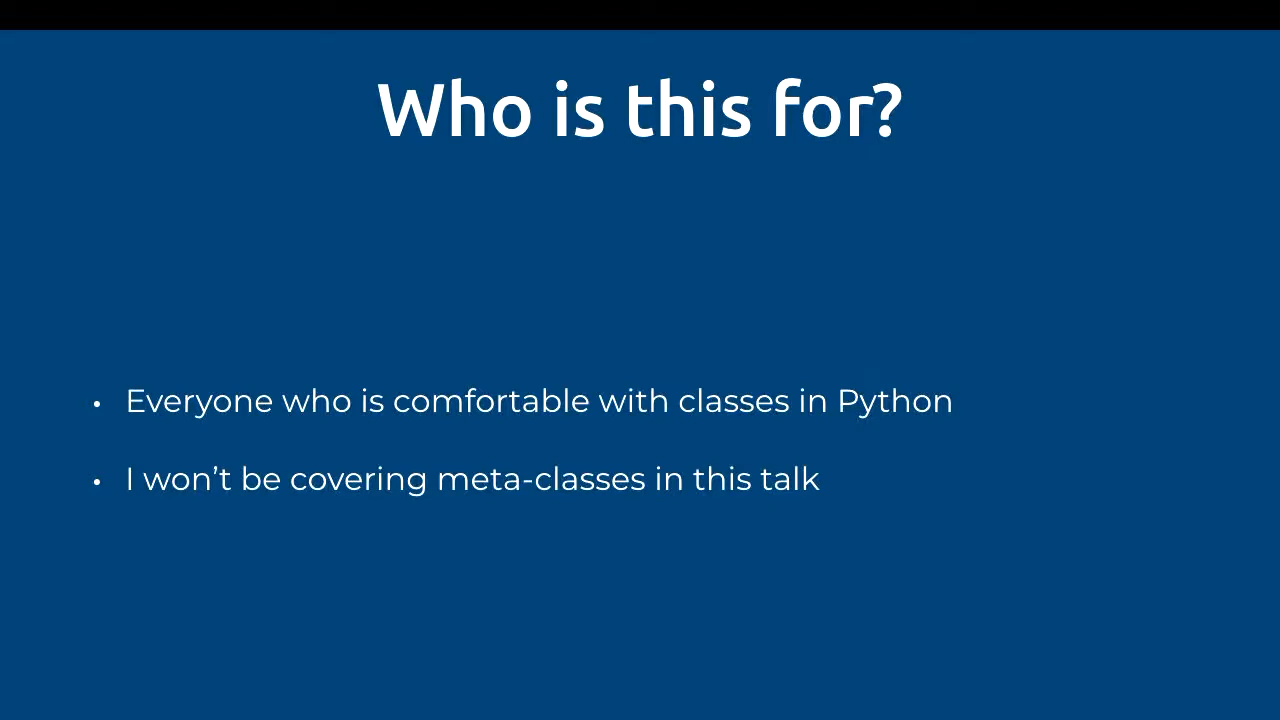 Who is this for?
• Everyone who is comfortable with classes in Python
• I won’t be covering meta-classes in this talk